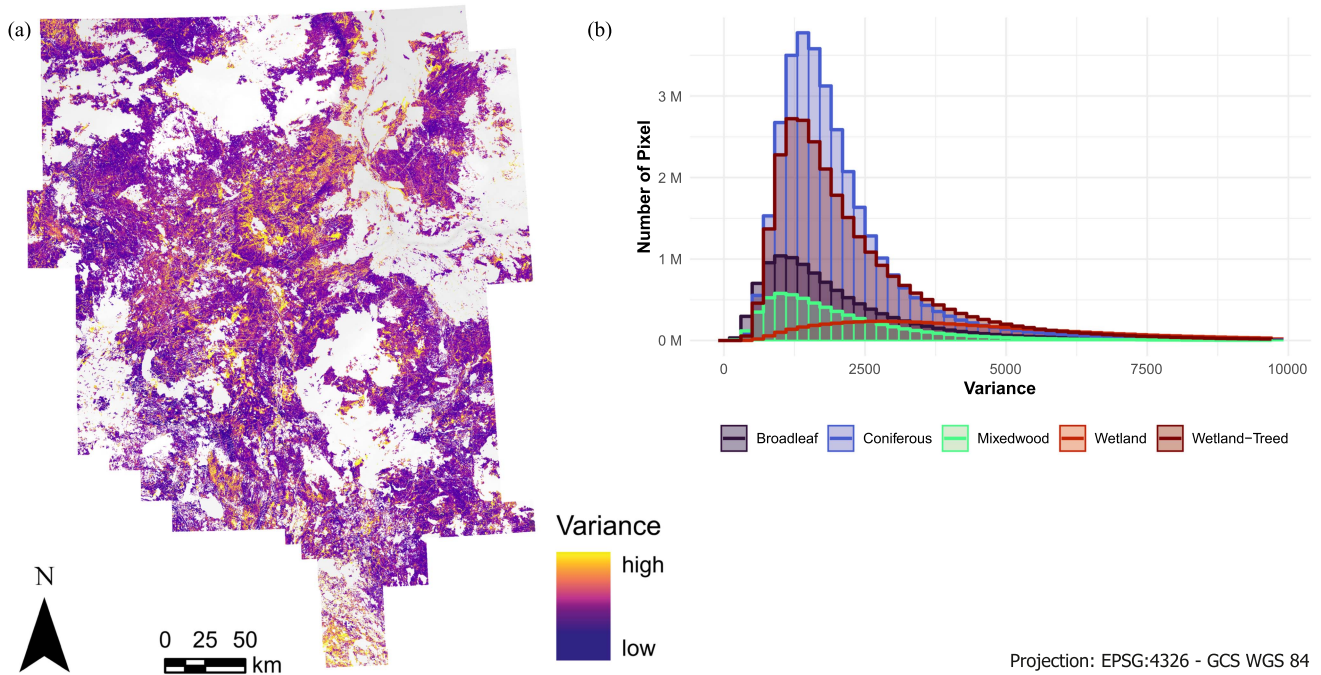 (a)
N
0 25 50
km
Variance
high
low
(b)
Number of Pixel
3 M
2 M
1 M
0 M
0 2500 5000 7500 10000
Variance
Broadleaf Coniferous Mixedwood Wetland Wetland−Treed
Projection: EPSG:4326 - GCS WGS 84